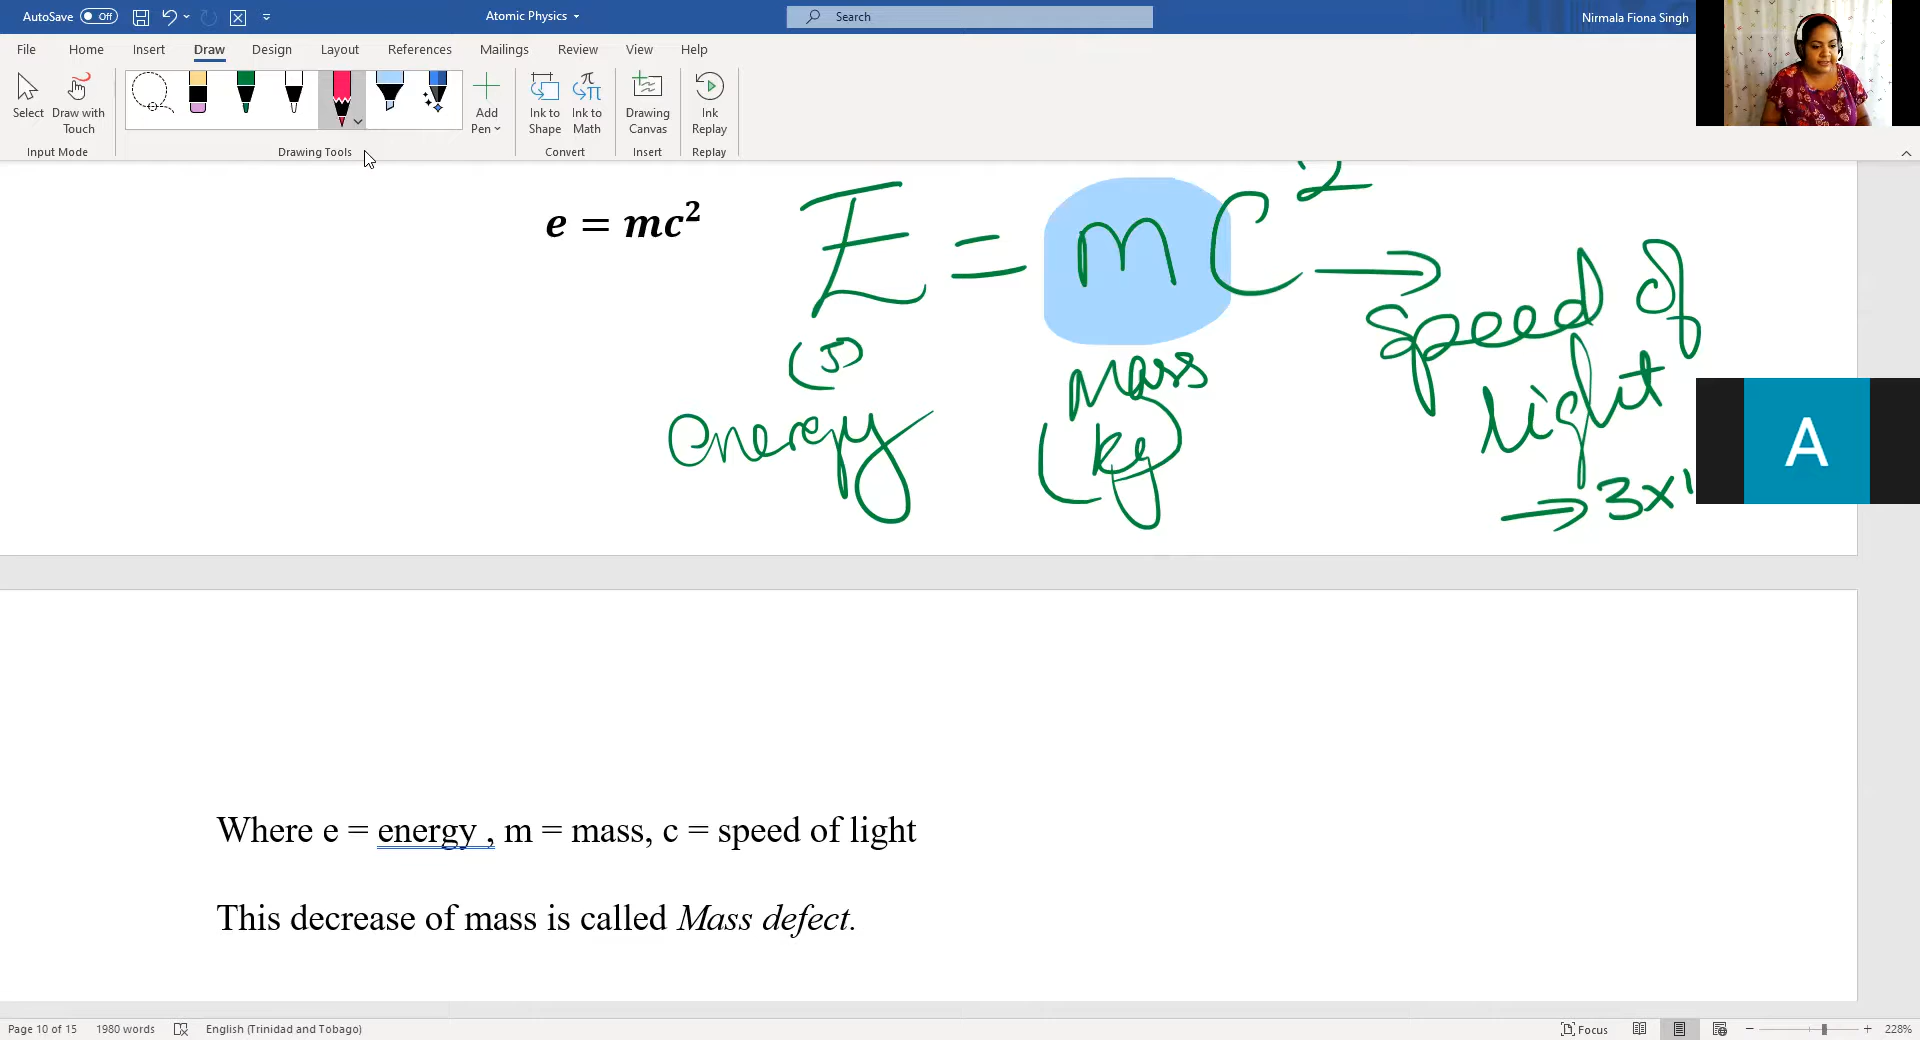 AutoSave Off Atomic Physics Search Nirmala Fiona Singh
File Home Insert Draw Design Layout References Mailings Review View Help
Select Draw with Touch Add Pen Ink to Shape Ink to Math Drawing Canvas Ink Replay
Input Mode Drawing Tools Convert Insert Replay
e = mc²
E = mc² → speed of light
(J) Mass
energy (kg)
→ 3x1
A
Where e = energy , m = mass, c = speed of light
This decrease of mass is called Mass defect.
Page 10 of 15 1980 words English (Trinidad and Tobago) Focus 228%